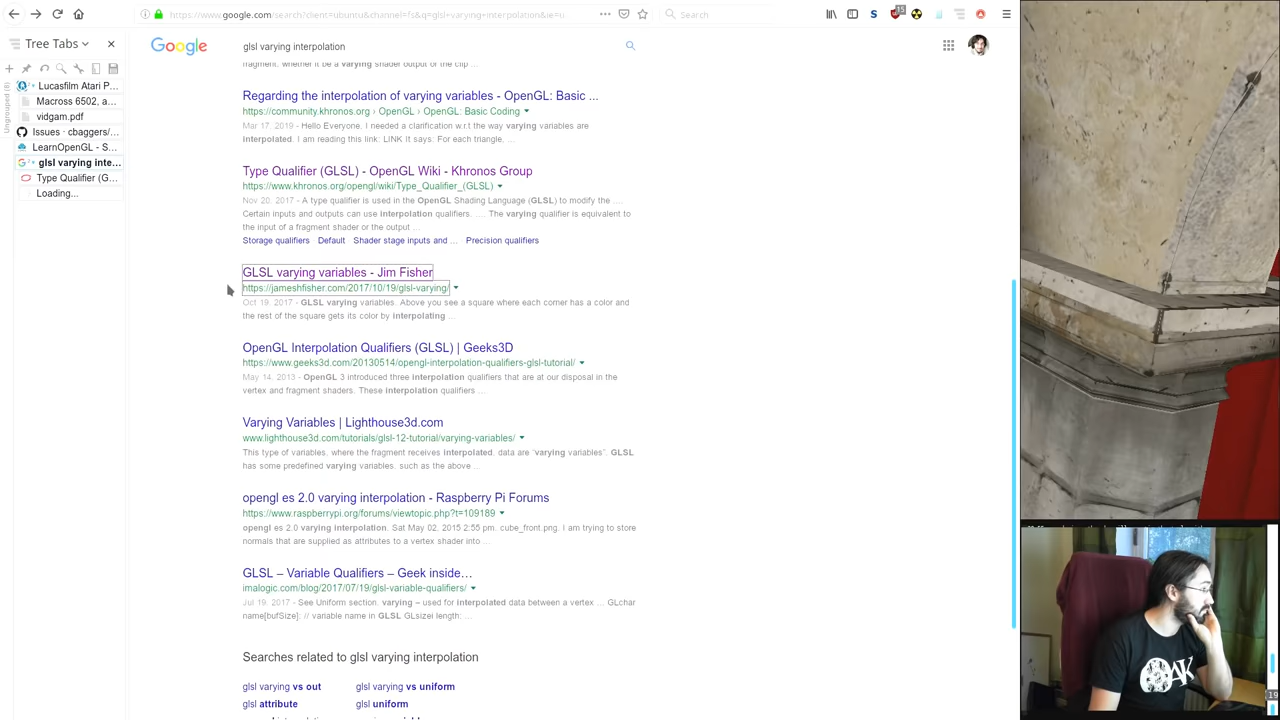 https://www.google.com/search?client=ubuntu&channel=fs&q=glsl+varying+interpolation&ie=u
Search
15
Tree Tabs
Google
glsl varying interpolation
Ungrouped (8)
Lucasfilm Atari P...
Macross 6502, a...
vidgam.pdf
Issues · cbaggers/...
LearnOpenGL - S...
glsl varying inte...
Type Qualifier (G...
Loading...
fragment, whether it be a varying shader output or the clip ...
Regarding the interpolation of varying variables - OpenGL: Basic ...
https://community.khronos.org › OpenGL › OpenGL: Basic Coding
Mar 17, 2019 - Hello Everyone, I needed a clarification w.r.t the way varying variables are
interpolated. I am reading this link: LINK It says: For each triangle, ...
Type Qualifier (GLSL) - OpenGL Wiki - Khronos Group
https://www.khronos.org/opengl/wiki/Type_Qualifier_(GLSL)
Nov 20, 2017 - A type qualifier is used in the OpenGL Shading Language (GLSL) to modify the ....
Certain inputs and outputs can use interpolation qualifiers. .... The varying qualifier is equivalent to
the input of a fragment shader or the output ...
Storage qualifiers Default Shader stage inputs and ... Precision qualifiers
GLSL varying variables - Jim Fisher
https://jameshfisher.com/2017/10/19/glsl-varying/
Oct 19, 2017 - GLSL varying variables. Above you see a square where each corner has a color and
the rest of the square gets its color by interpolating ...
OpenGL Interpolation Qualifiers (GLSL) | Geeks3D
https://www.geeks3d.com/20130514/opengl-interpolation-qualifiers-glsl-tutorial/
May 14, 2013 - OpenGL 3 introduced three interpolation qualifiers that are at our disposal in the
vertex and fragment shaders. These interpolation qualifiers ...
Varying Variables | Lighthouse3d.com
www.lighthouse3d.com/tutorials/glsl-12-tutorial/varying-variables/
This type of variables, where the fragment receives interpolated, data are “varying variables”. GLSL
has some predefined varying variables, such as the above ...
opengl es 2.0 varying interpolation - Raspberry Pi Forums
https://www.raspberrypi.org/forums/viewtopic.php?t=109189
opengl es 2.0 varying interpolation. Sat May 02, 2015 2:55 pm. cube_front.png. I am trying to store
normals that are supplied as attributes to a vertex shader into ...
GLSL – Variable Qualifiers – Geek inside…
imalogic.com/blog/2017/07/19/glsl-variable-qualifiers/
Jul 19, 2017 - See Uniform section. varying – used for interpolated data between a vertex ... GLchar
name[bufSize]; // variable name in GLSL GLsizei length; ...
Searches related to glsl varying interpolation
glsl varying vs out glsl varying vs uniform
glsl attribute glsl uniform
19